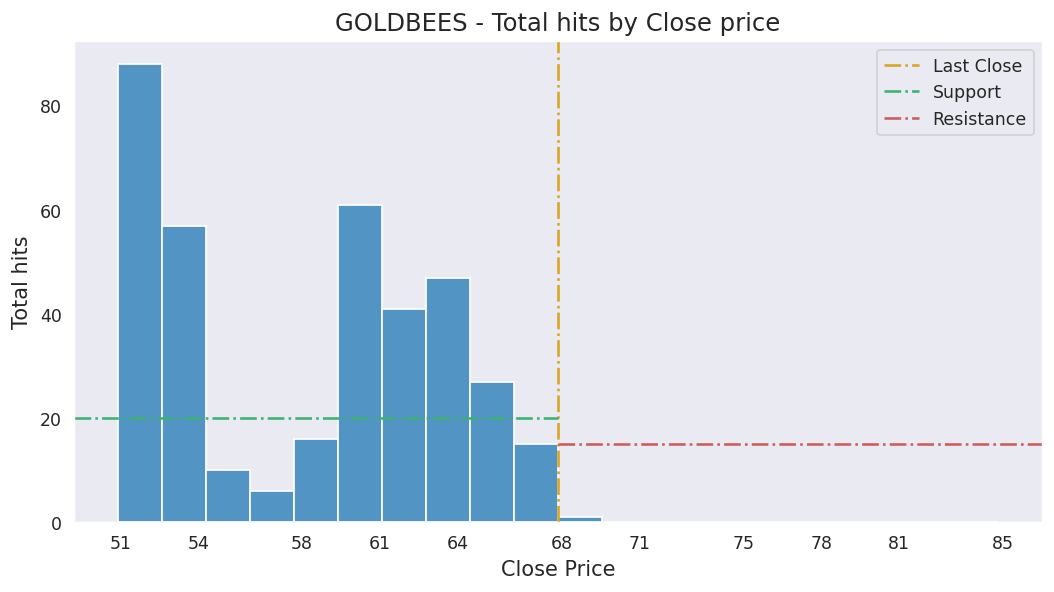 GOLDBEES - Total hits by Close price
Last Close
Support
Resistance
Total hits
80
60
40
20
0
51 54 58 61 64 68 71 75 78 81 85
Close Price